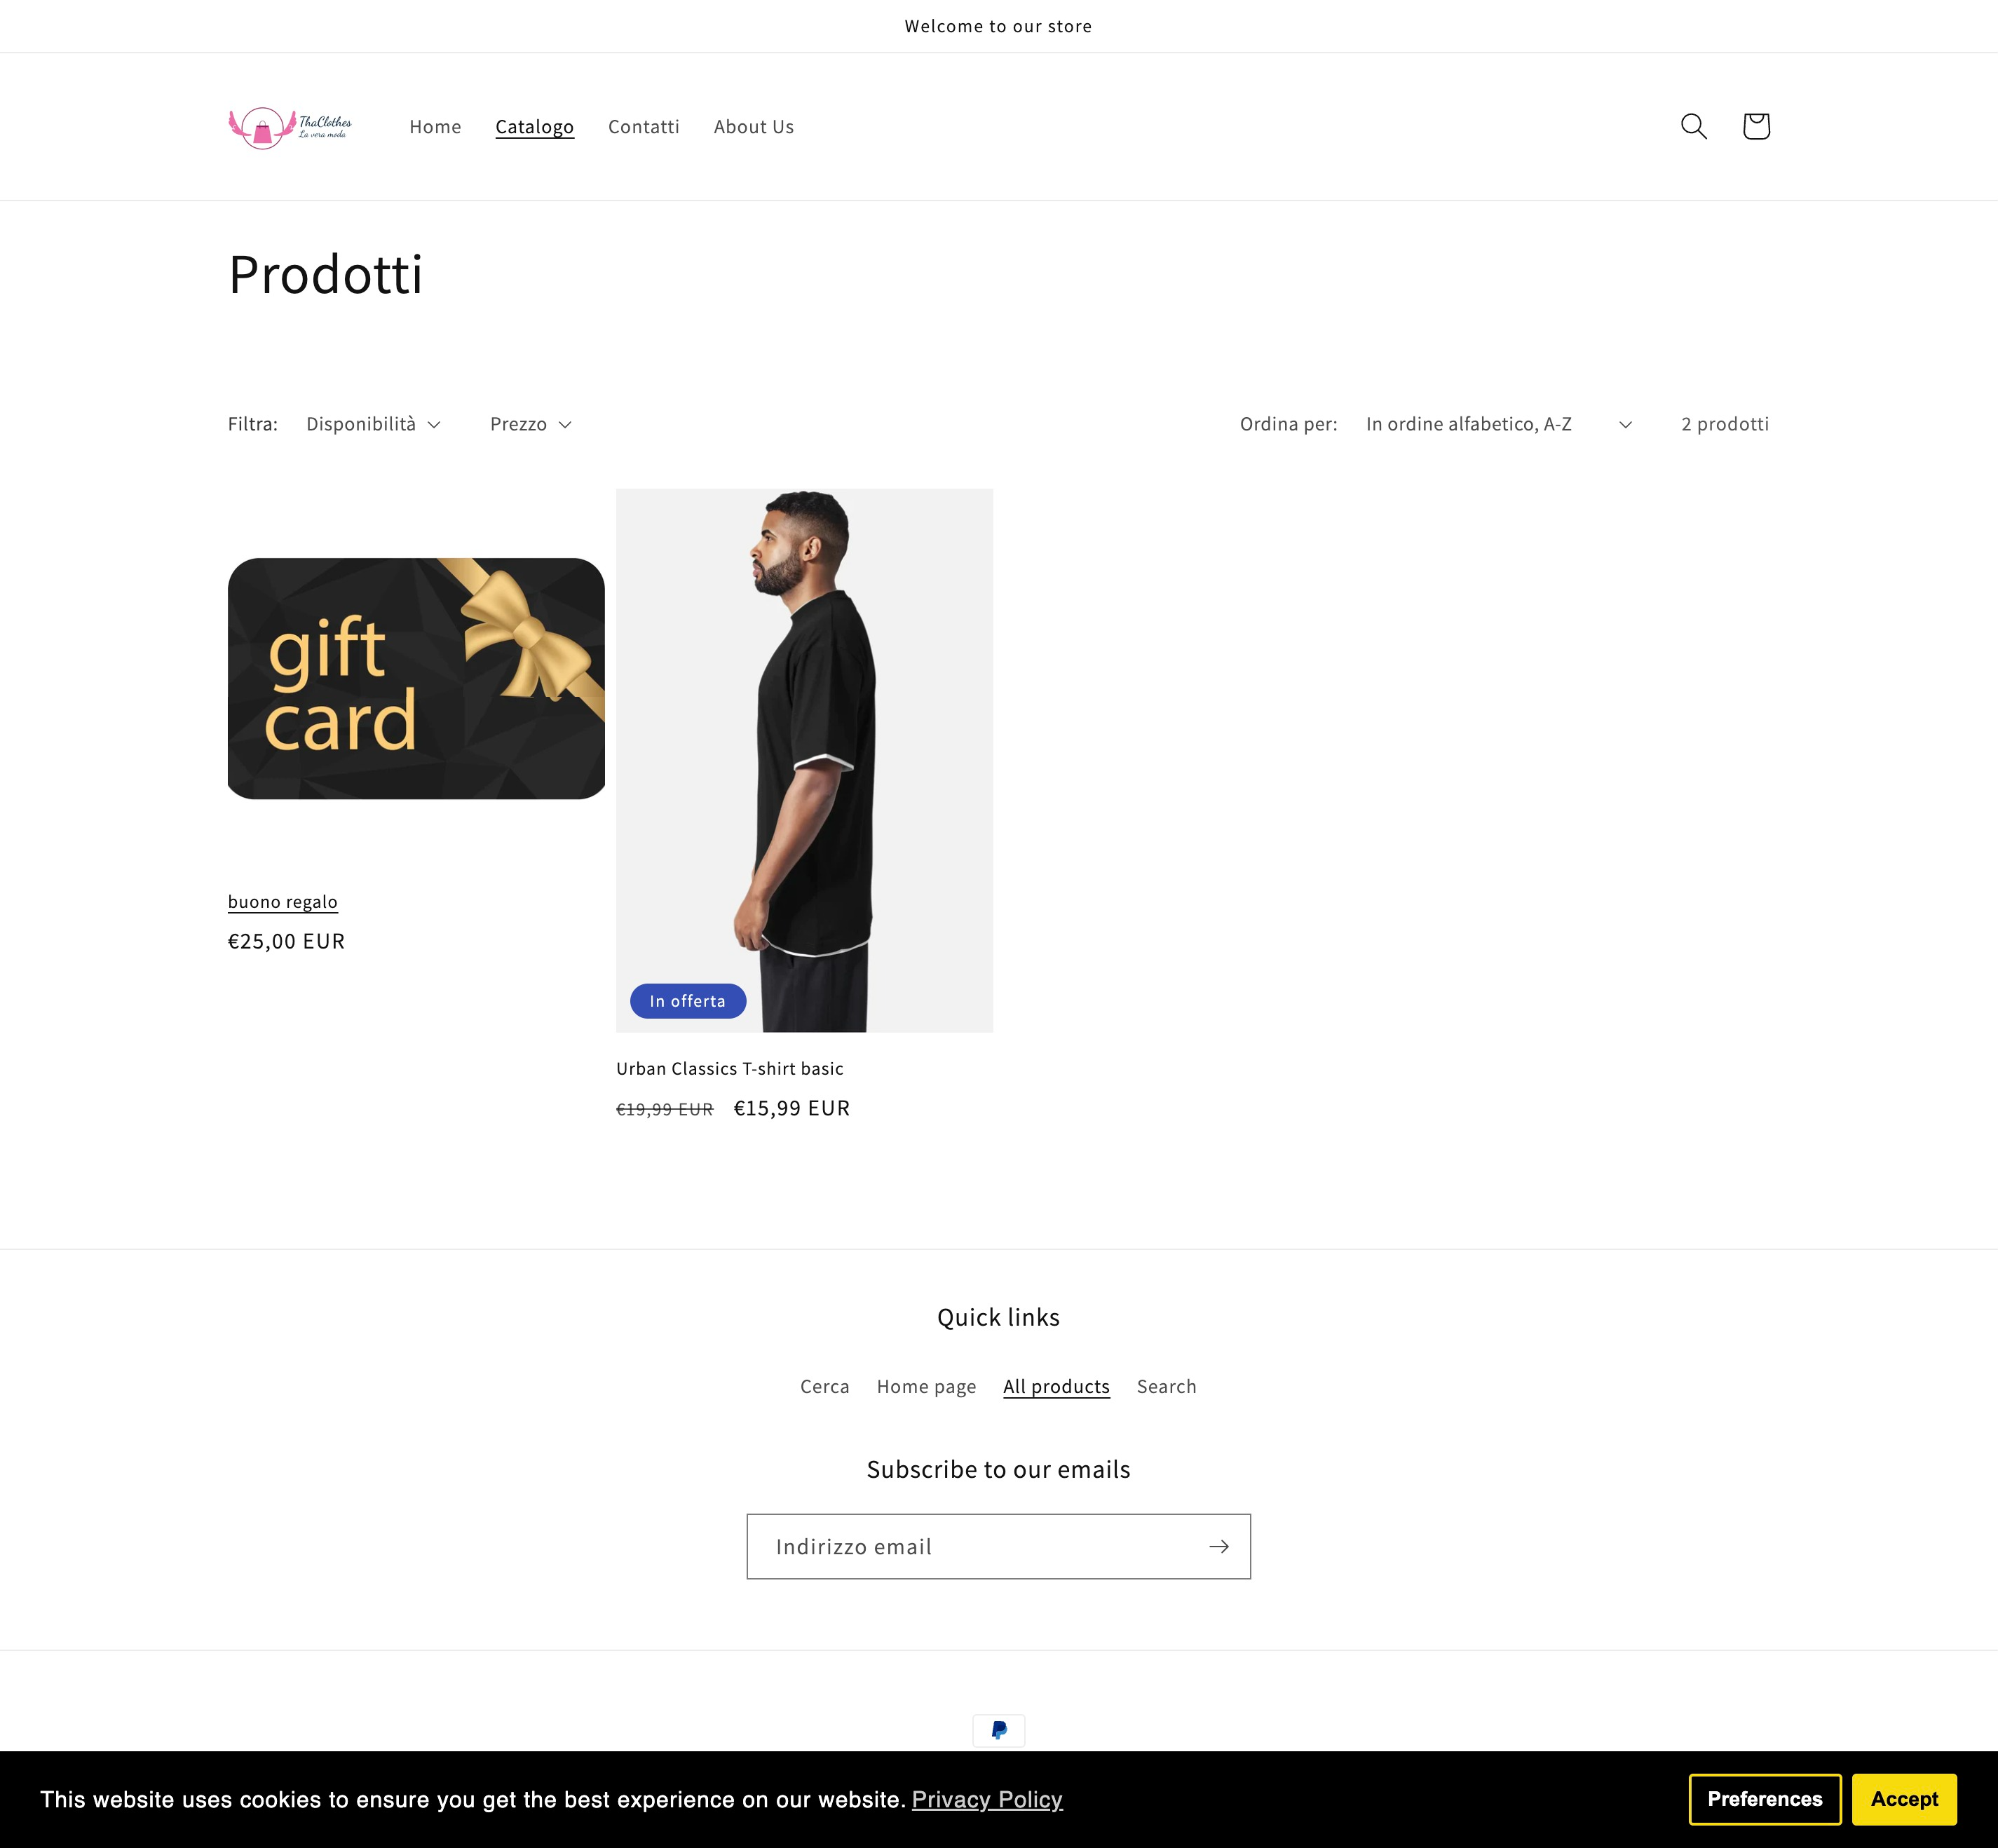 Welcome to our store
ThaClothes
La vera moda
Home Catalogo Contatti About Us
Prodotti
Filtra: Disponibilità Prezzo Ordina per: In ordine alfabetico, A-Z 2 prodotti
gift
card
buono regalo
€25,00 EUR
In offerta
Urban Classics T-shirt basic
€19,99 EUR €15,99 EUR
Quick links
Cerca Home page All products Search
Subscribe to our emails
Indirizzo email
This website uses cookies to ensure you get the best experience on our website. Privacy Policy Preferences Accept